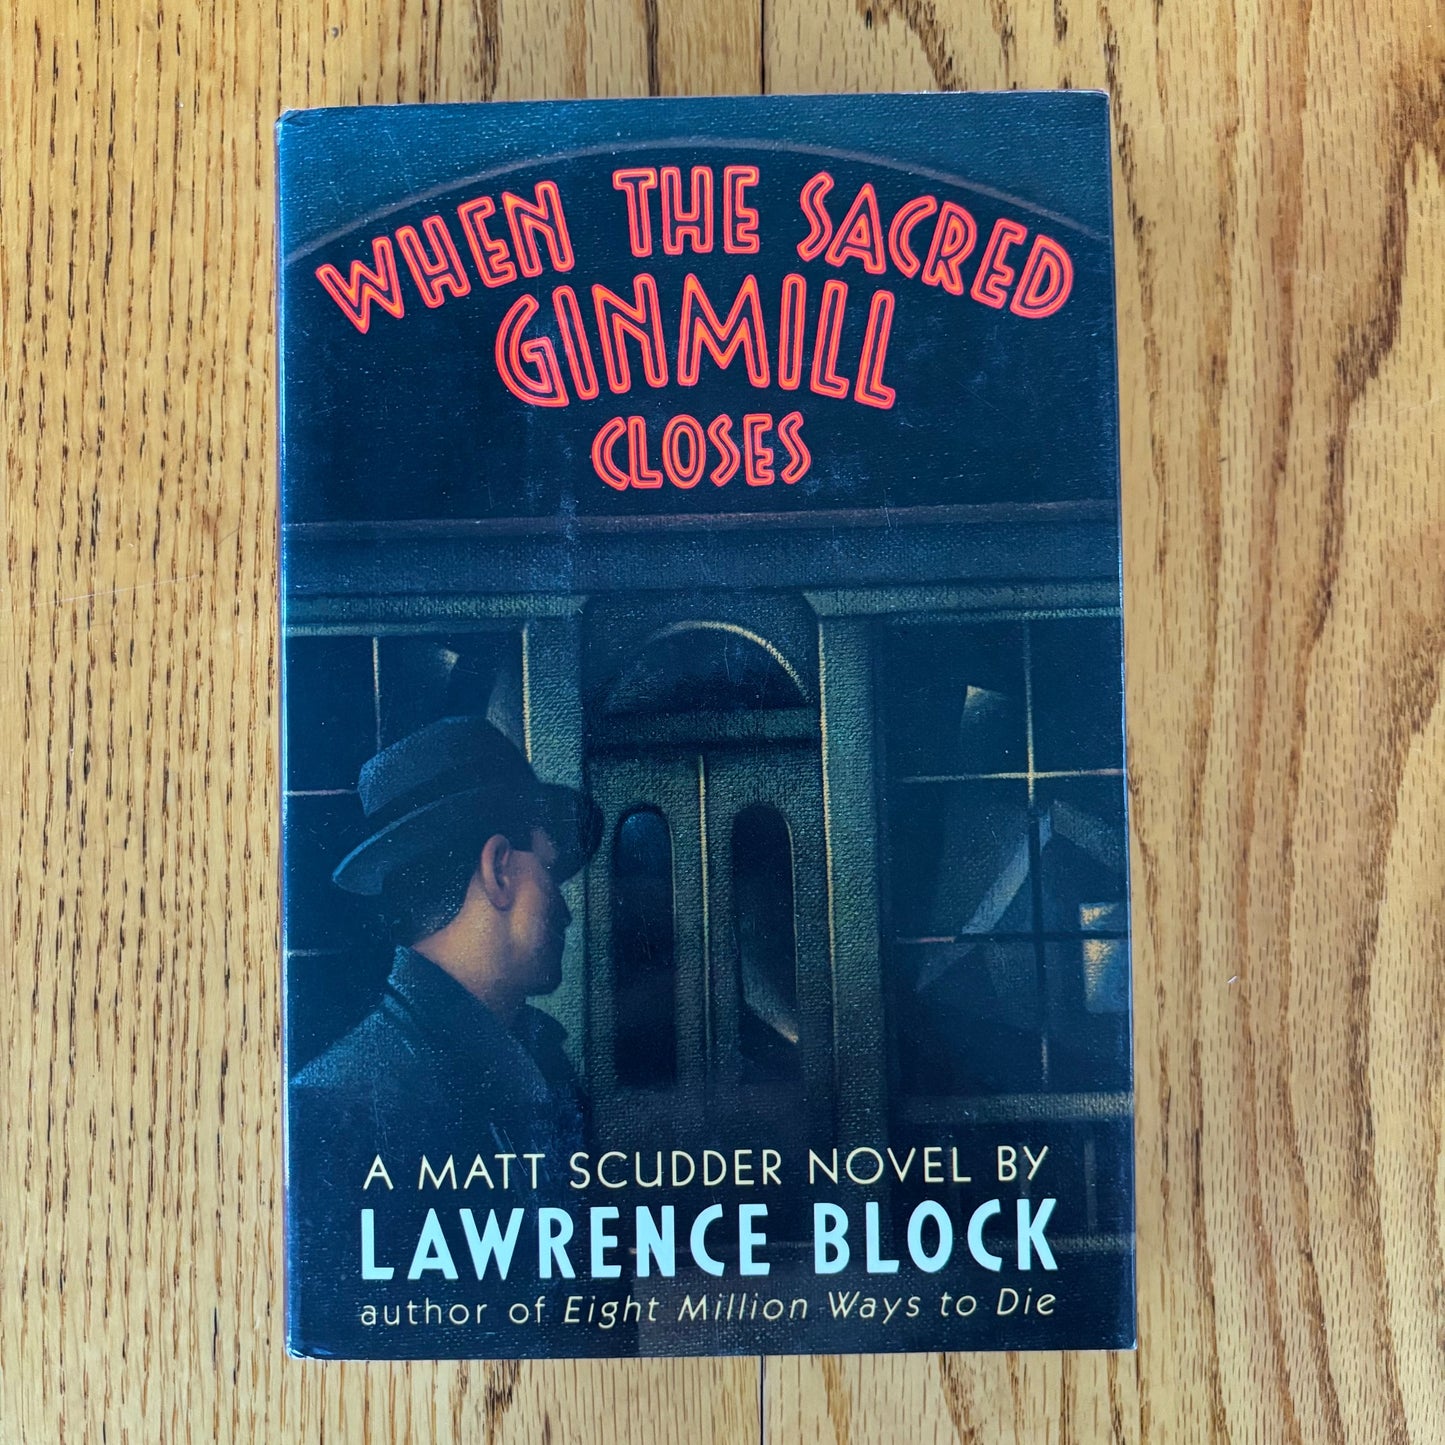 WHEN THE SACRED
GINMILL
CLOSES
A MATT SCUDDER NOVEL BY
LAWRENCE BLOCK
author of Eight Million Ways to Die